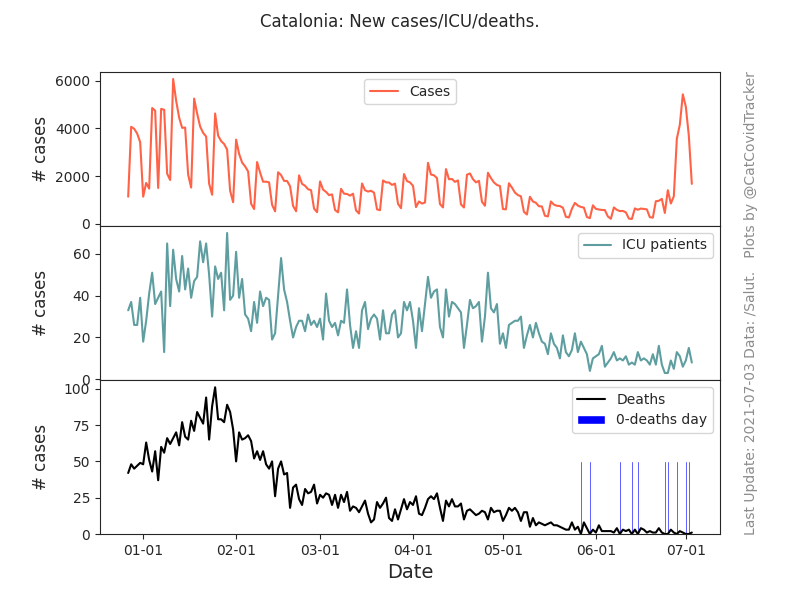 Catalonia: New cases/ICU/deaths.
6000
4000
2000
0
# cases
Cases
60
40
20
0
# cases
ICU patients
100
75
50
25
0
# cases
Deaths
0-deaths day
01-01 02-01 03-01 04-01 05-01 06-01 07-01
Date
Last Update: 2021-07-03 Data: /Salut. Plots by @CatCovidTracker